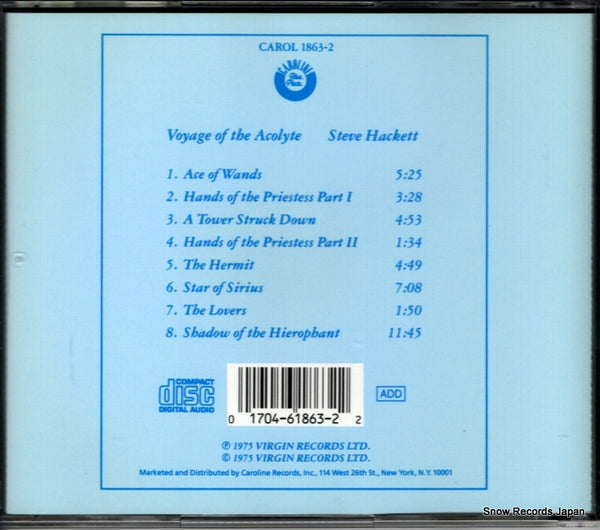 CAROL 1863-2
CAROLINE
Blue Plate
Voyage of the Acolyte Steve Hackett
1. Ace of Wands 5:25
2. Hands of the Priestess Part I 3:28
3. A Tower Struck Down 4:53
4. Hands of the Priestess Part II 1:34
5. The Hermit 4:49
6. Star of Sirius 7:08
7. The Lovers 1:50
8. Shadow of the Hierophant 11:45
COMPACT
disc
DIGITAL AUDIO
ADD
0 1704-61863-2 2
℗ 1975 VIRGIN RECORDS LTD.
© 1975 VIRGIN RECORDS LTD.
Marketed and Distributed by Caroline Records, Inc., 114 West 26th St., New York, N.Y. 10001
Snow Records Japan